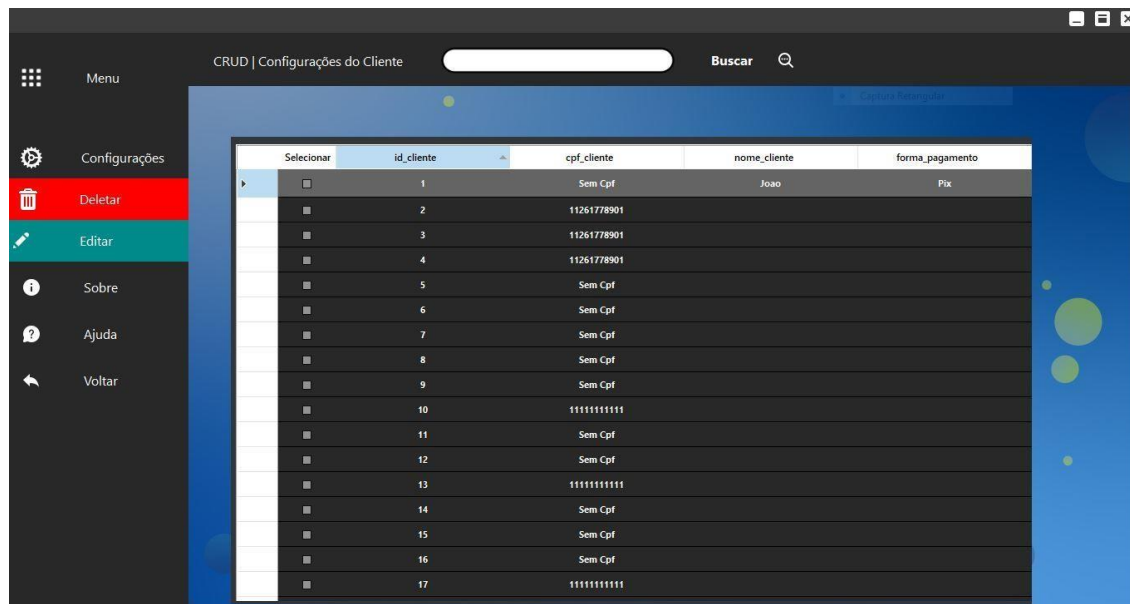 CRUD | Configurações do Cliente
Buscar
Menu
Captura Retangular
Configurações
Deletar
Editar
Sobre
Ajuda
Voltar
Selecionar id_cliente cpf_cliente nome_cliente forma_pagamento
1 Sem Cpf Joao Pix
2 11261778901
3 11261778901
4 11261778901
5 Sem Cpf
6 Sem Cpf
7 Sem Cpf
8 Sem Cpf
9 Sem Cpf
10 11111111111
11 Sem Cpf
12 Sem Cpf
13 11111111111
14 Sem Cpf
15 Sem Cpf
16 Sem Cpf
17 11111111111